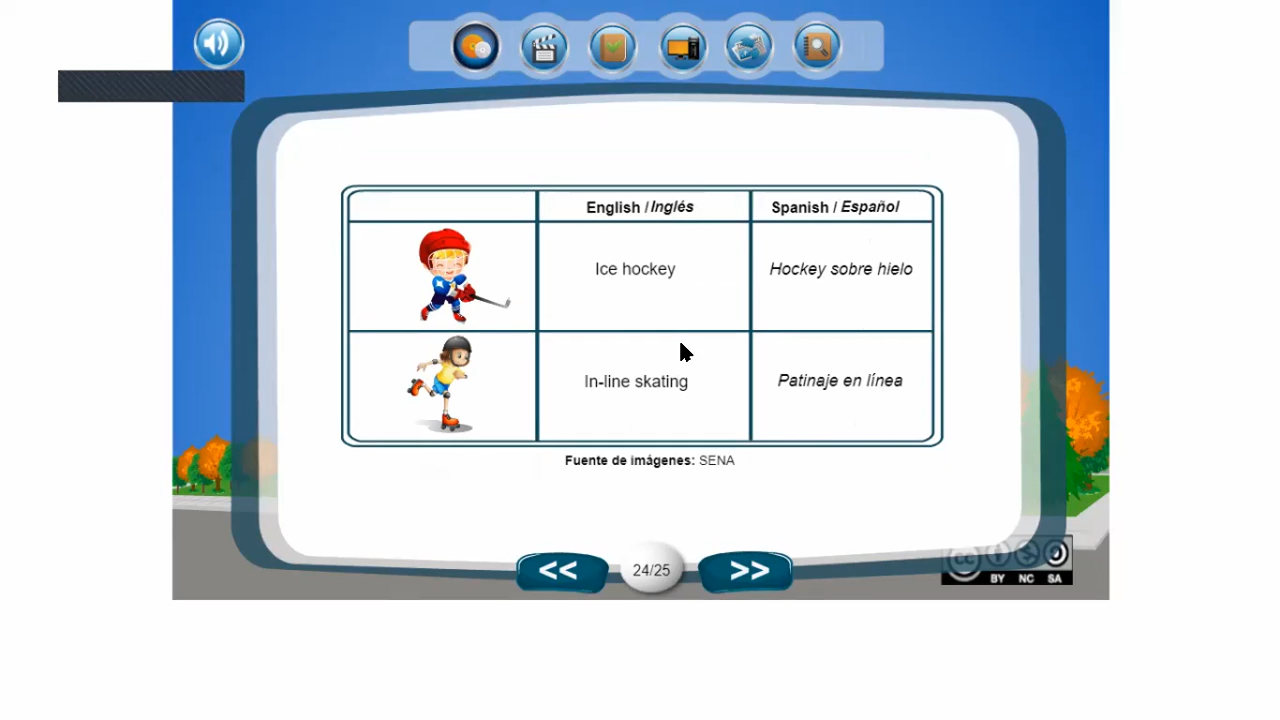 English / Inglés
Spanish / Español
Ice hockey
Hockey sobre hielo
In-line skating
Patinaje en línea
Fuente de imágenes: SENA
<< 24/25 >>
cc
BY NC SA